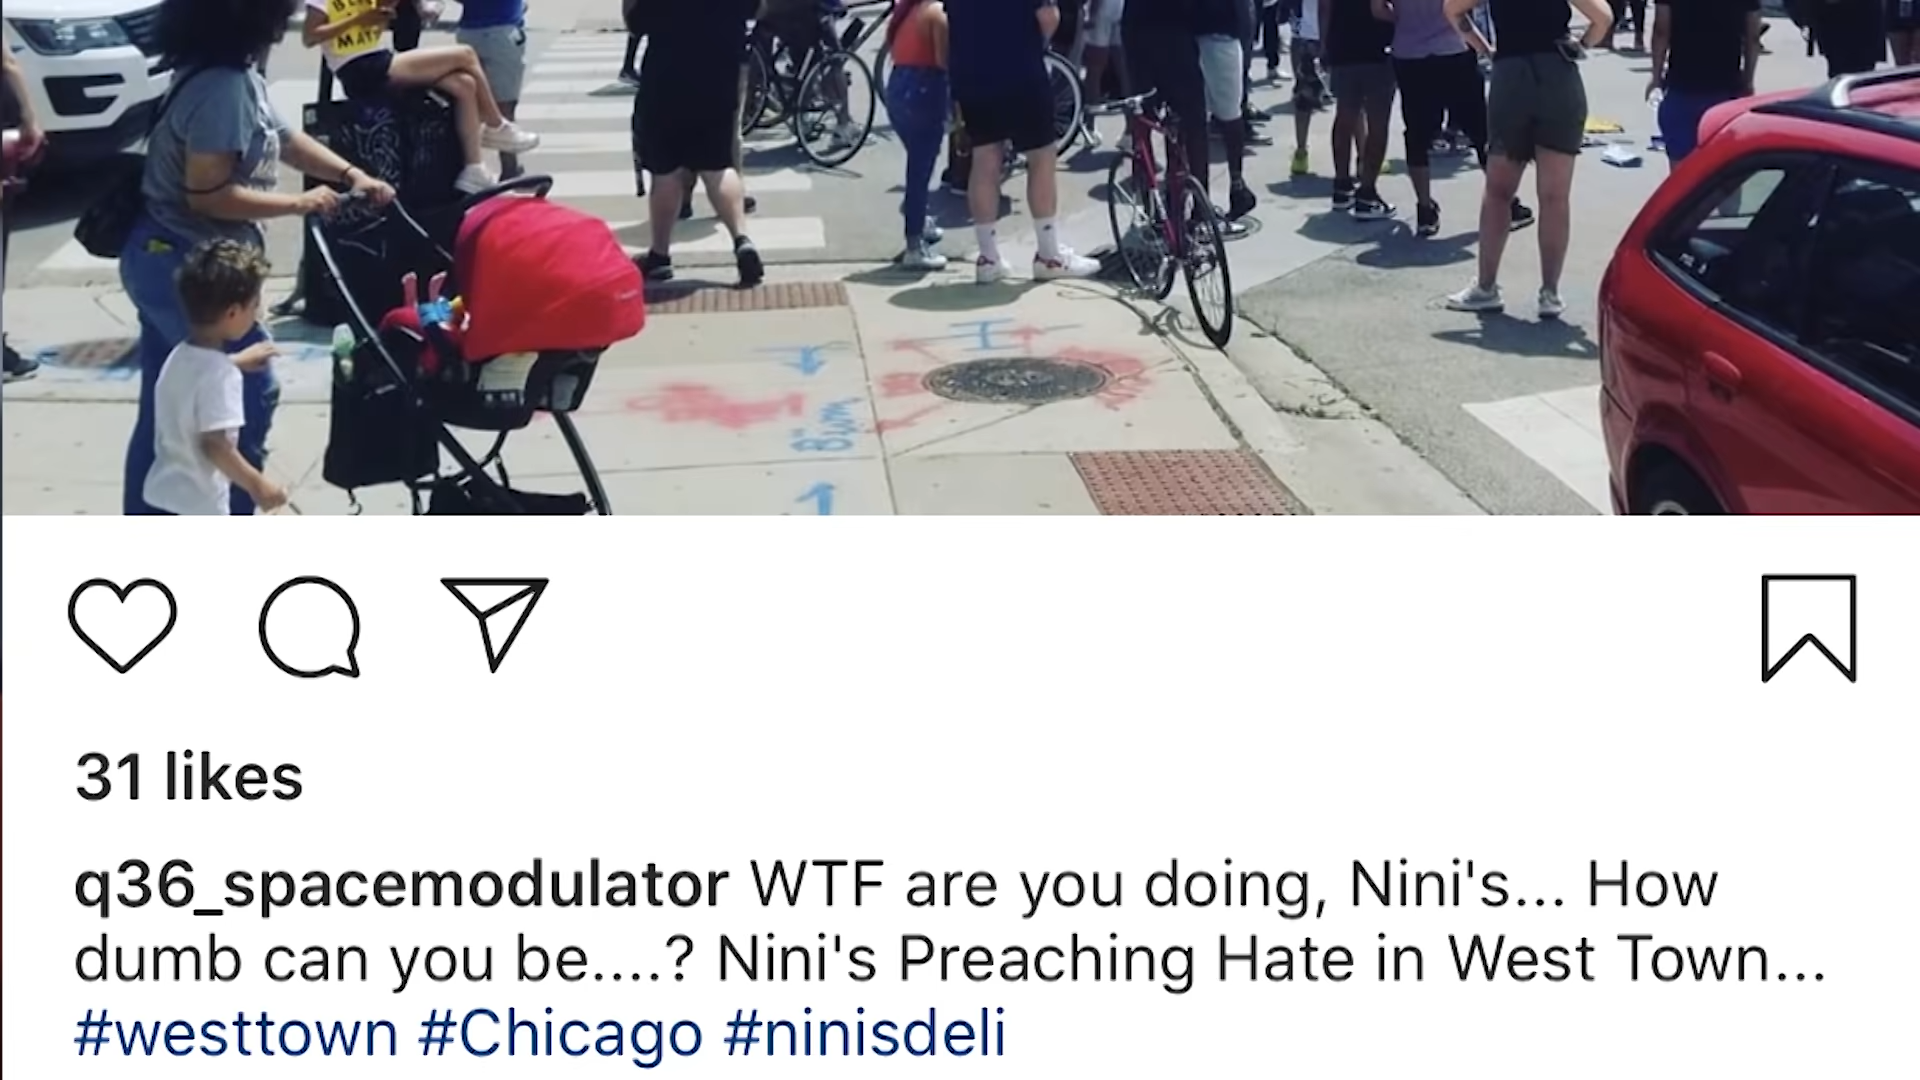 MATT
31 likes
q36_spacemodulator WTF are you doing, Nini's... How
dumb can you be....? Nini's Preaching Hate in West Town...
#westtown #Chicago #ninisdeli